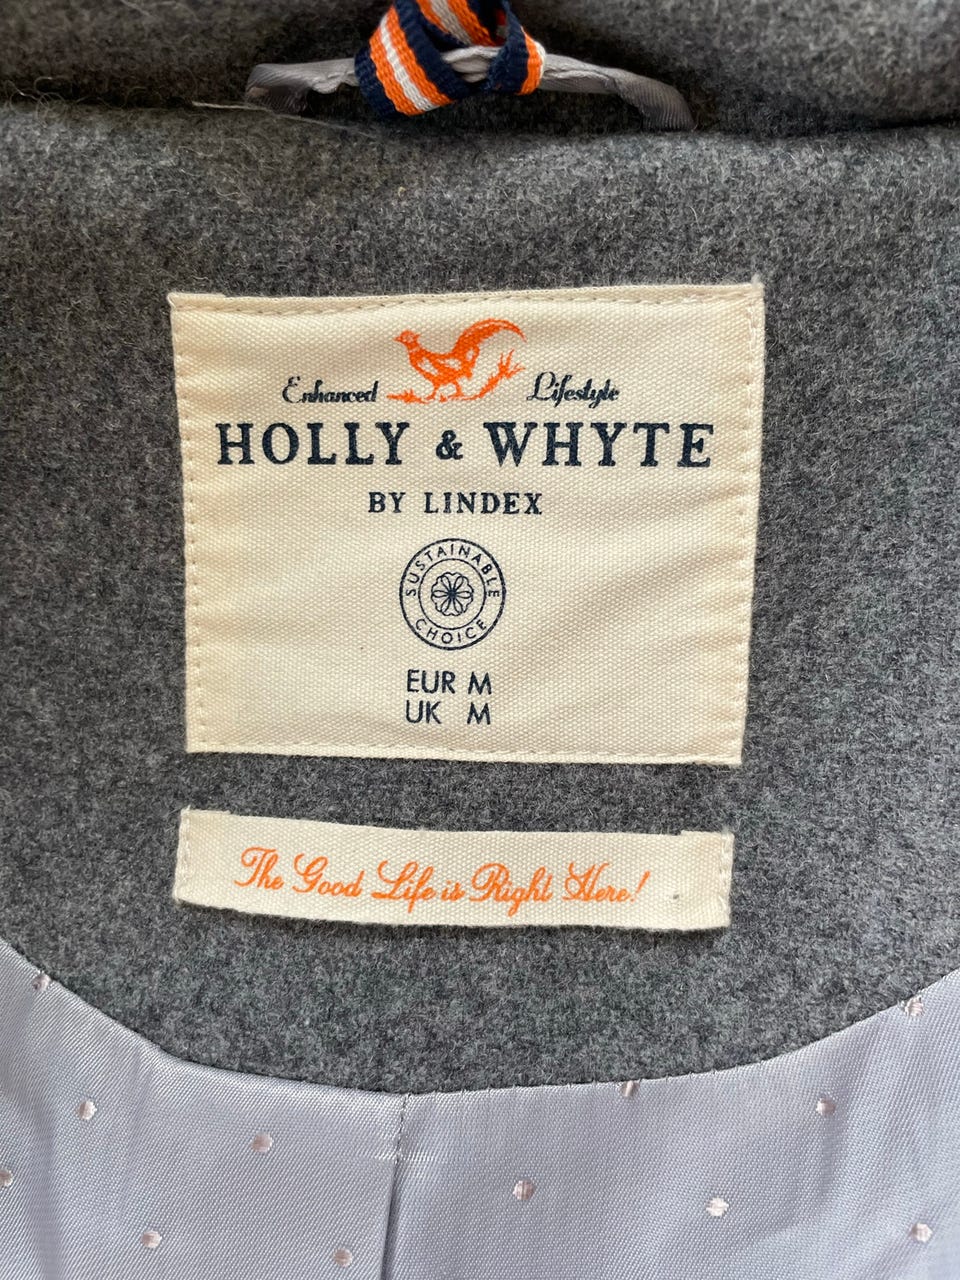 Enhanced Lifestyle
HOLLY & WHYTE
BY LINDEX
SUSTAINABLE
CHOICE
EUR M
UK M
The Good Life is Right Here!